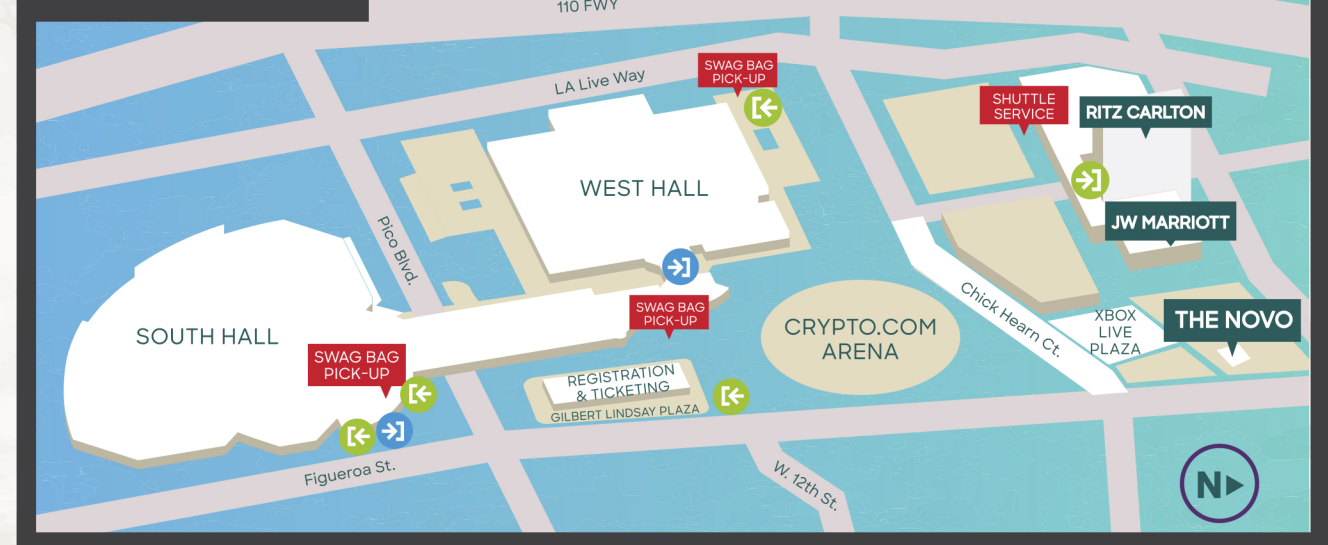 110 FWY
LA Live Way
SWAG BAG
PICK-UP
SHUTTLE
SERVICE
RITZ CARLTON
WEST HALL
JW MARRIOTT
Pico Blvd.
SWAG BAG
PICK-UP
Chick Hearn Ct.
XBOX
LIVE
PLAZA
THE NOVO
SOUTH HALL
CRYPTO.COM
ARENA
SWAG BAG
PICK-UP
REGISTRATION
& TICKETING
GILBERT LINDSAY PLAZA
Figueroa St.
W. 12th St.
N